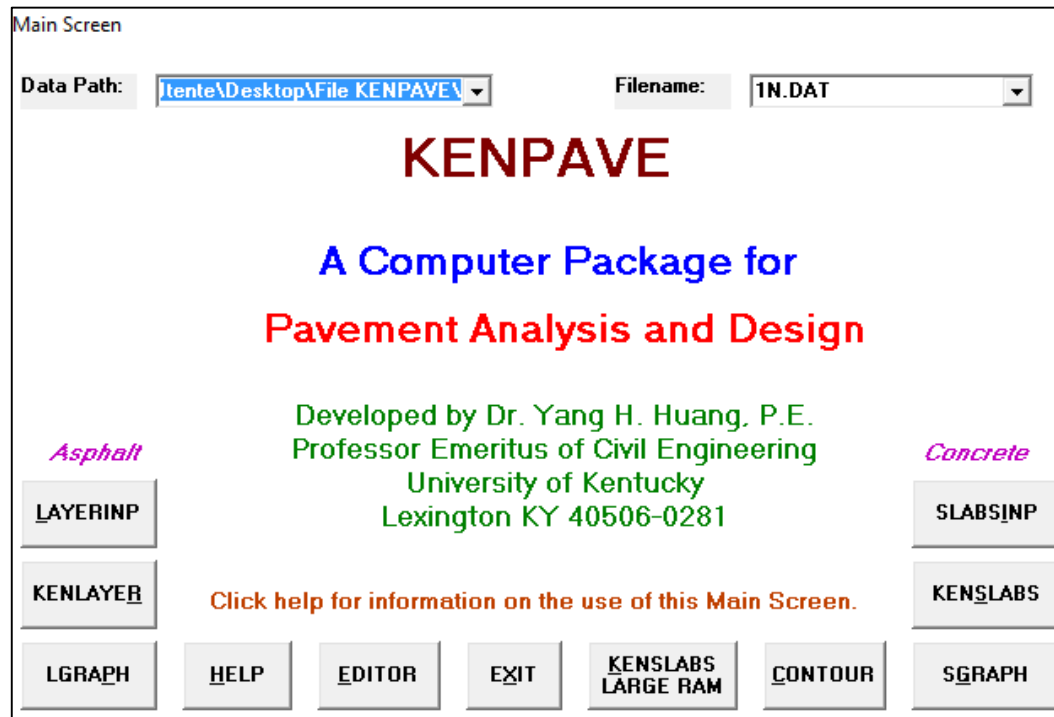 Main Screen
Data Path: Itente\Desktop\File KENPAVE\ Filename: 1N.DAT
KENPAVE
A Computer Package for
Pavement Analysis and Design
Developed by Dr. Yang H. Huang, P.E.
Asphalt Professor Emeritus of Civil Engineering Concrete
University of Kentucky
LAYERINP Lexington KY 40506-0281 SLABSINP
KENLAYER Click help for information on the use of this Main Screen. KENSLABS
LGRAPH HELP EDITOR EXIT KENSLABS LARGE RAM CONTOUR SGRAPH